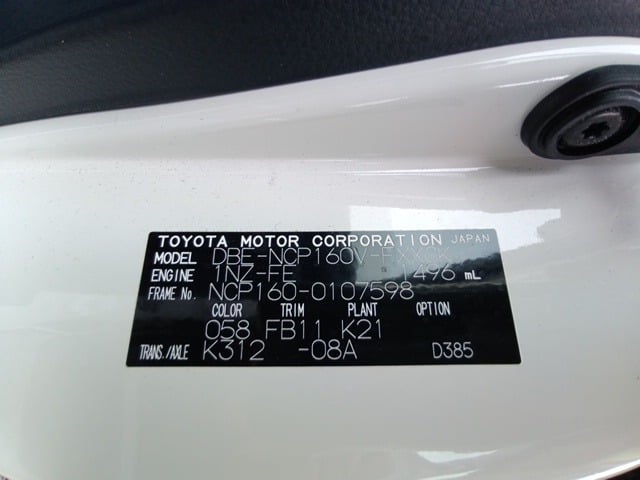 TOYOTA MOTOR CORPORATION JAPAN
MODEL DBE-NCP160V-EXXGK
ENGINE 1NZ-FE 1496 mL
FRAME No. NCP160-0107598
COLOR TRIM PLANT OPTION
058 FB11 K21
TRANS./AXLE K312 -08A D385